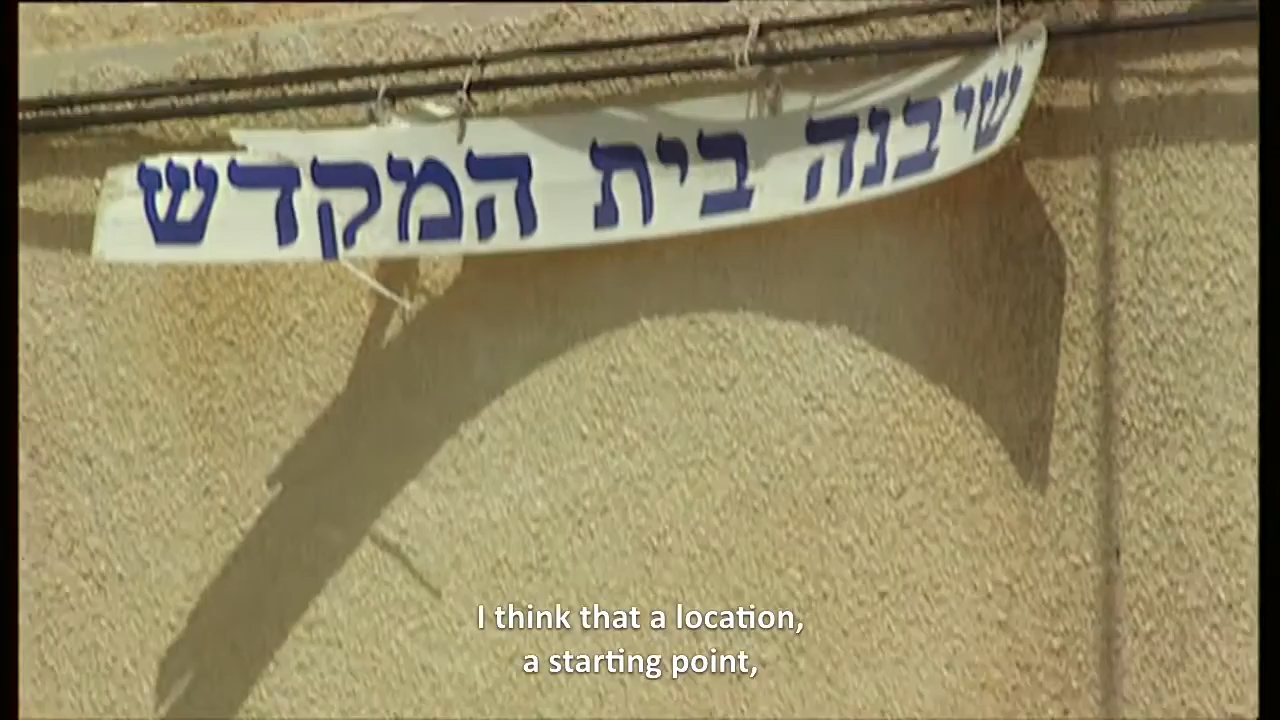 שיבנה בית המקדש
I think that a location,
a starting point,